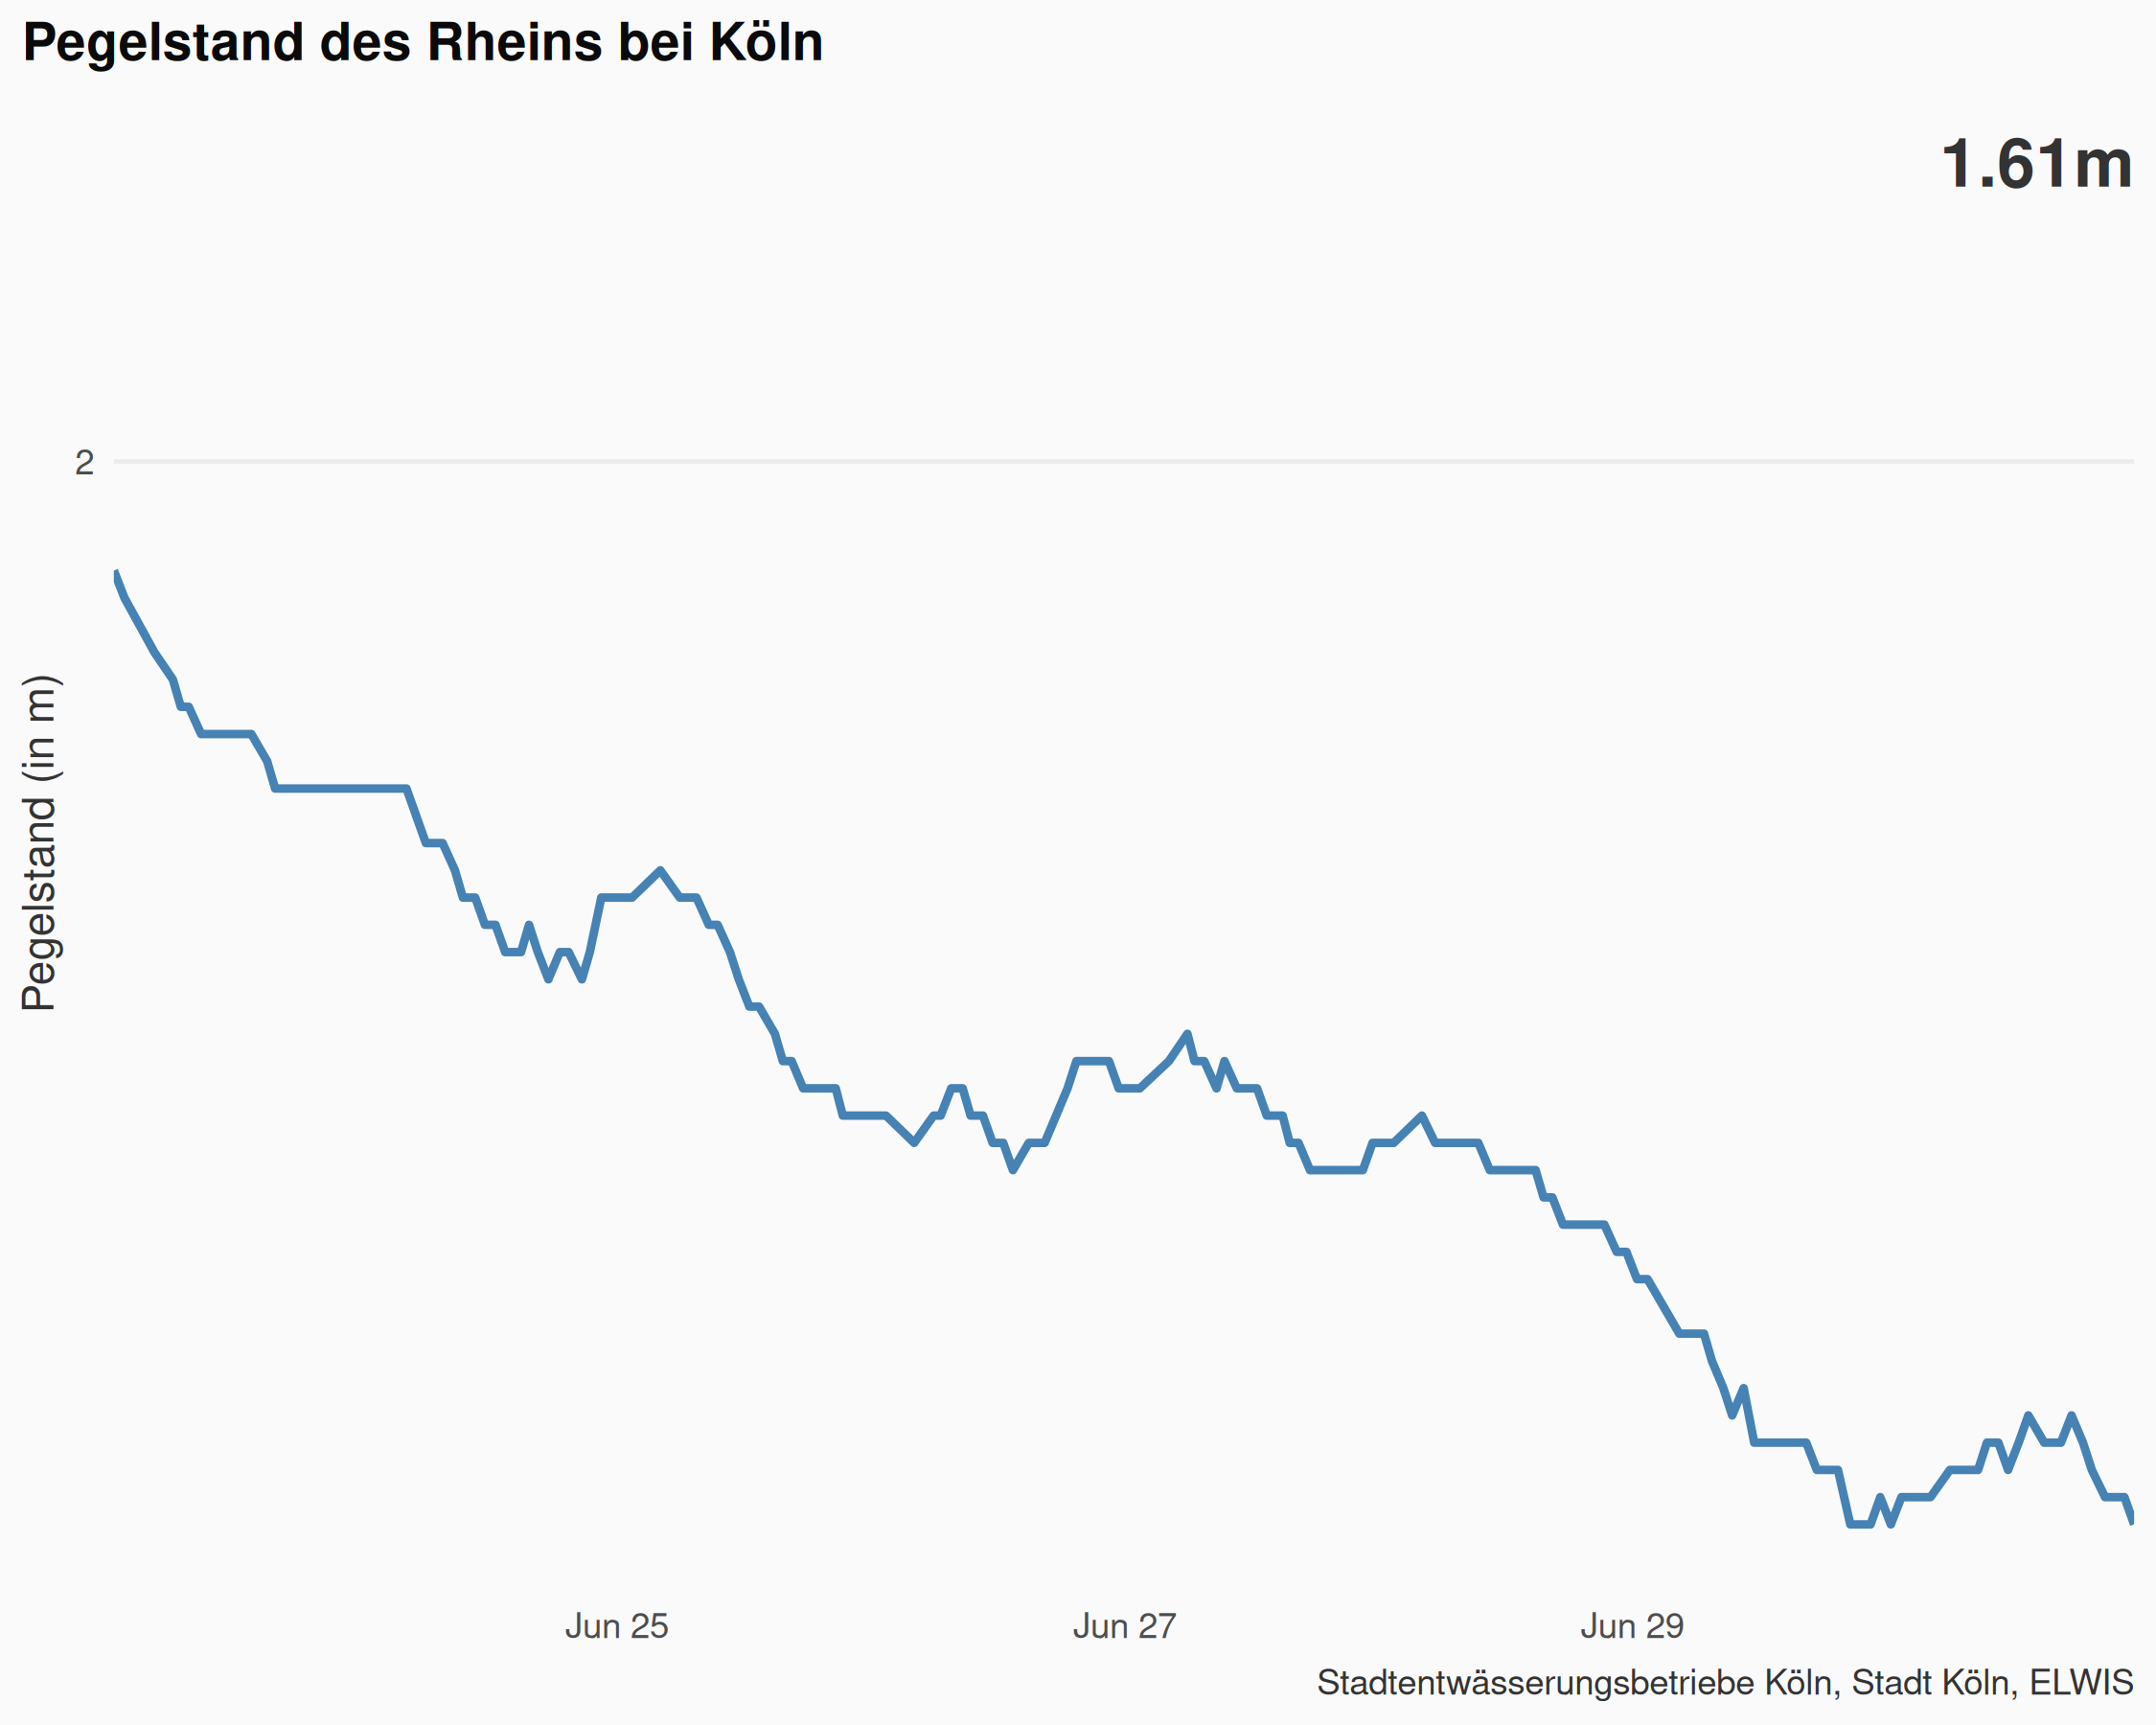 Pegelstand des Rheins bei Köln
1.61m
2
Pegelstand (in m)
Jun 25
Jun 27
Jun 29
Stadtentwässerungsbetriebe Köln, Stadt Köln, ELWIS